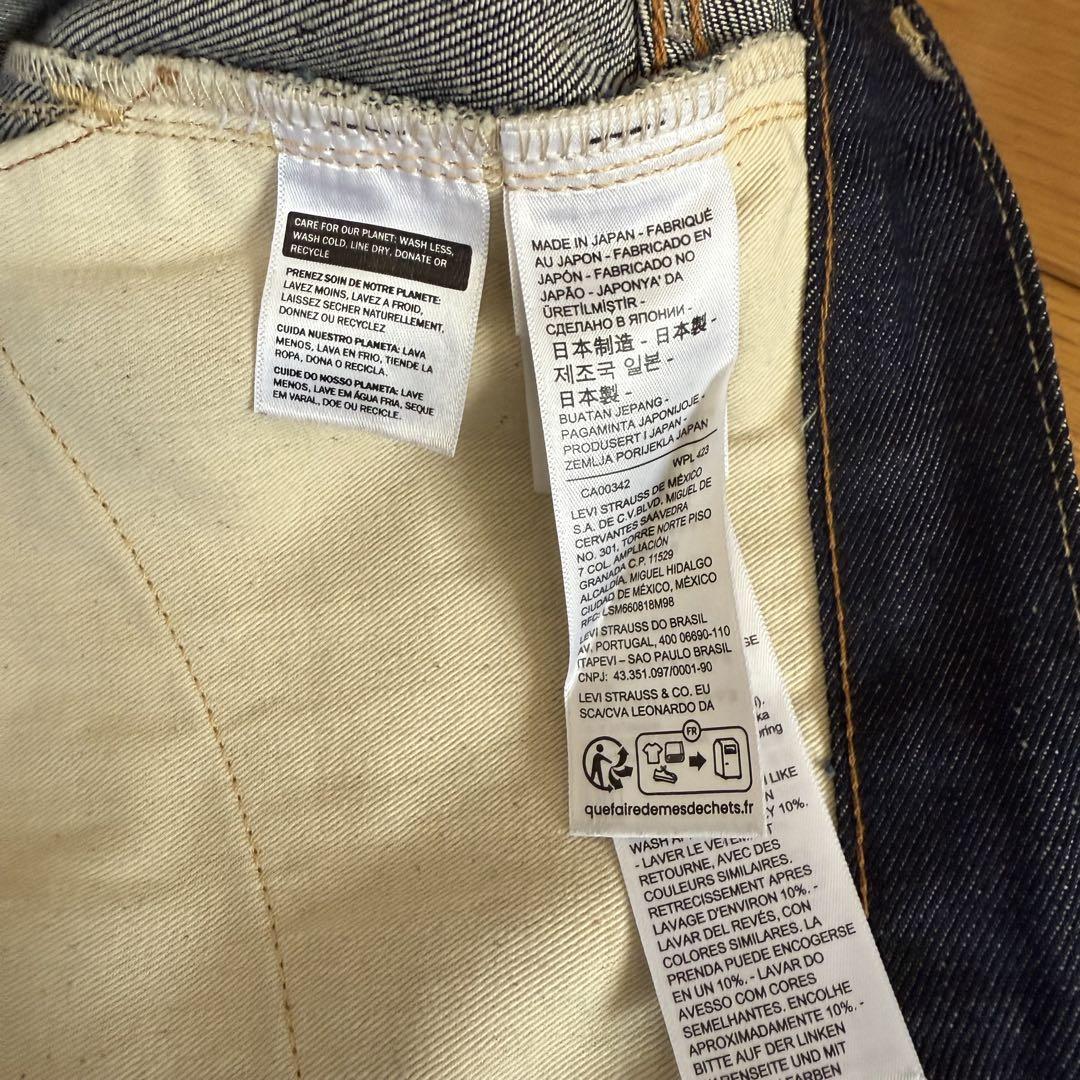 CARE FOR OUR PLANET: WASH LESS,
WASH COLD, LINE DRY, DONATE OR
RECYCLE
PRENEZ SOIN DE NOTRE PLANETE:
LAVEZ MOINS, LAVEZ A FROID,
LAISSEZ SECHER NATURELLEMENT,
DONNEZ OU RECYCLEZ
CUIDA NUESTRO PLANETA: LAVA
MENOS, LAVA EN FRIO, TIENDE LA
ROPA, DONA O RECICLA.
CUIDE DO NOSSO PLANETA: LAVE
MENOS, LAVE EM ÁGUA FRIA, SEQUE
EM VARAL, DOE OU RECICLE.
MADE IN JAPAN - FABRIQUÉ
AU JAPON - FABRICADO EN
JAPÓN - FABRICADO NO
JAPÃO - JAPONYA' DA
ÜRETİLMİŞTİR -
СДЕЛАНО В ЯПОНИИ -
日本制造 - 日本製 -
제조국 일본 -
日本製 -
BUATAN JEPANG -
PAGAMINTA JAPONIJOJE -
PRODUSERT I JAPAN -
ZEMLJA PORIJEKLA JAPAN
CA00342 WPL 423
LEVI STRAUSS DE MÉXICO
S.A. DE C.V.BLVD. MIGUEL DE
CERVANTES SAAVEDRA
NO. 301, TORRE NORTE PISO
7 COL. AMPLIACIÓN
GRANADA C.P. 11529
ALCALDÍA. MIGUEL HIDALGO
CIUDAD DE MÉXICO, MÉXICO
RFC: LSM660818M98
LEVI STRAUSS DO BRASIL
AV. PORTUGAL, 400 06690-110
ITAPEVI – SAO PAULO BRASIL
CNPJ: 43.351.097/0001-90
LEVI STRAUSS & CO. EU
SCA/CVA LEONARDO DA
FR
quefairedemesdechets.fr
LIKE
10%.
WASH
- LAVER LE
RETOURNE, AVEC DES
COULEURS SIMILAIRES.
RETRECISSEMENT APRES
LAVAGE D'ENVIRON 10%. -
LAVAR DEL REVÉS, CON
COLORES SIMILARES. LA
PRENDA PUEDE ENCOGERSE
EN UN 10%. - LAVAR DO
AVESSO COM CORES
SEMELHANTES, ENCOLHE
APROXIMADAMENTE 10%. -
BITTE AUF DER LINKEN
UND MIT